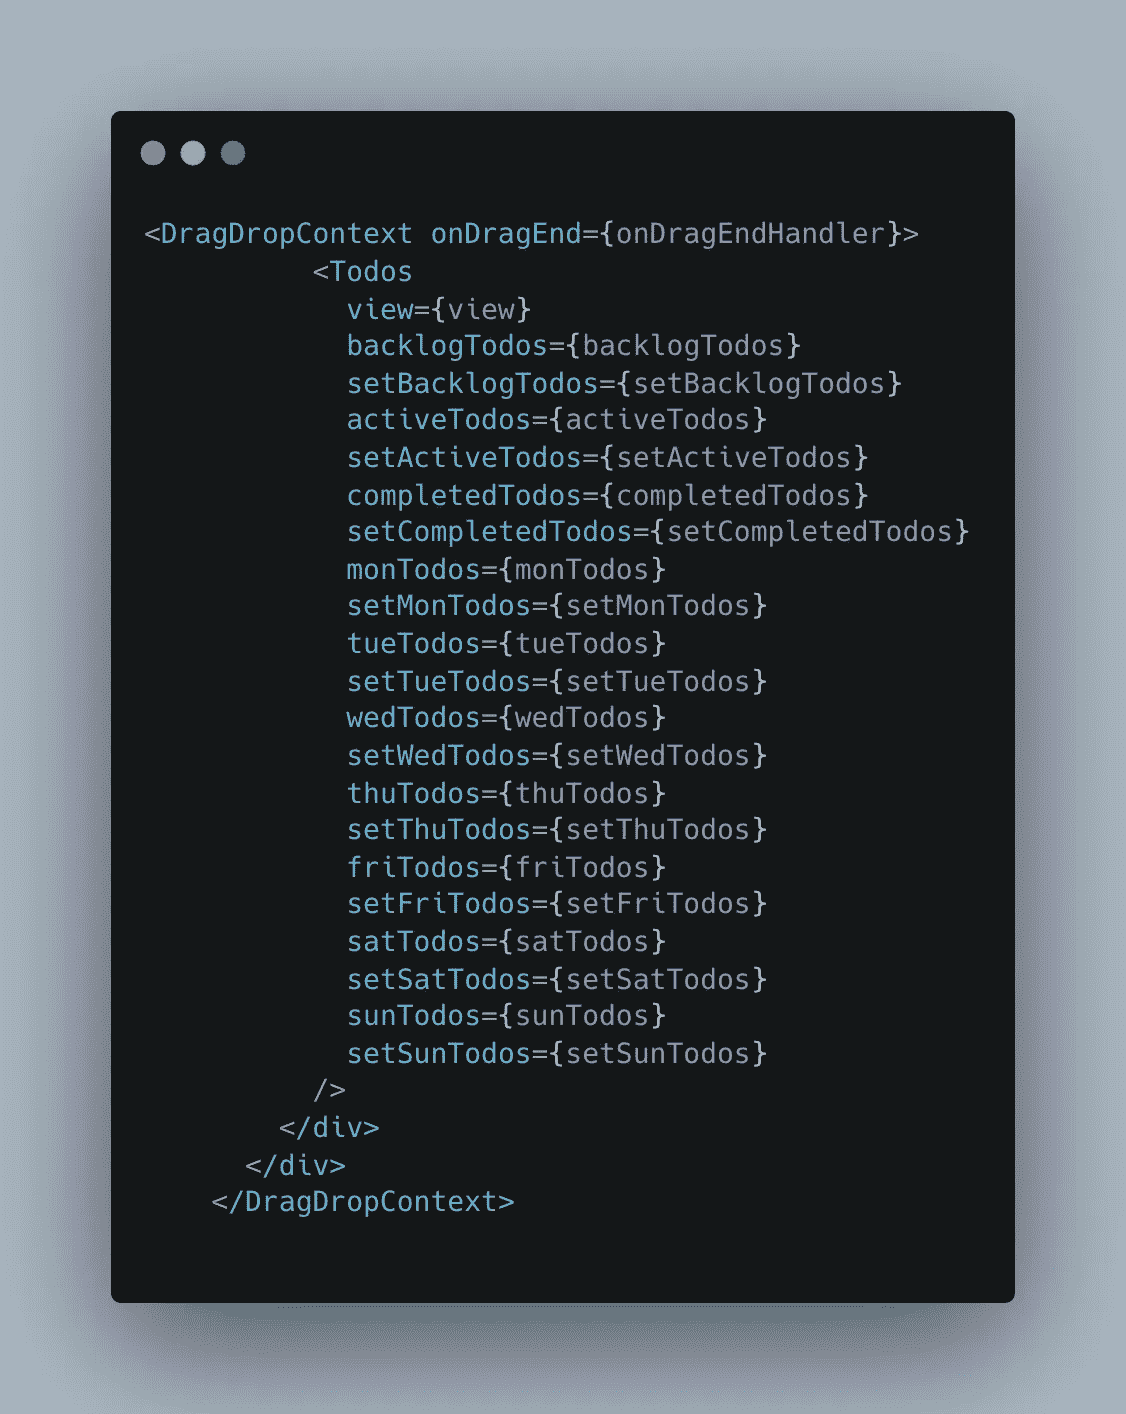 <DragDropContext onDragEnd={onDragEndHandler}>
<Todos
view={view}
backlogTodos={backlogTodos}
setBacklogTodos={setBacklogTodos}
activeTodos={activeTodos}
setActiveTodos={setActiveTodos}
completedTodos={completedTodos}
setCompletedTodos={setCompletedTodos}
monTodos={monTodos}
setMonTodos={setMonTodos}
tueTodos={tueTodos}
setTueTodos={setTueTodos}
wedTodos={wedTodos}
setWedTodos={setWedTodos}
thuTodos={thuTodos}
setThuTodos={setThuTodos}
friTodos={friTodos}
setFriTodos={setFriTodos}
satTodos={satTodos}
setSatTodos={setSatTodos}
sunTodos={sunTodos}
setSunTodos={setSunTodos}
/>
</div>
</div>
</DragDropContext>